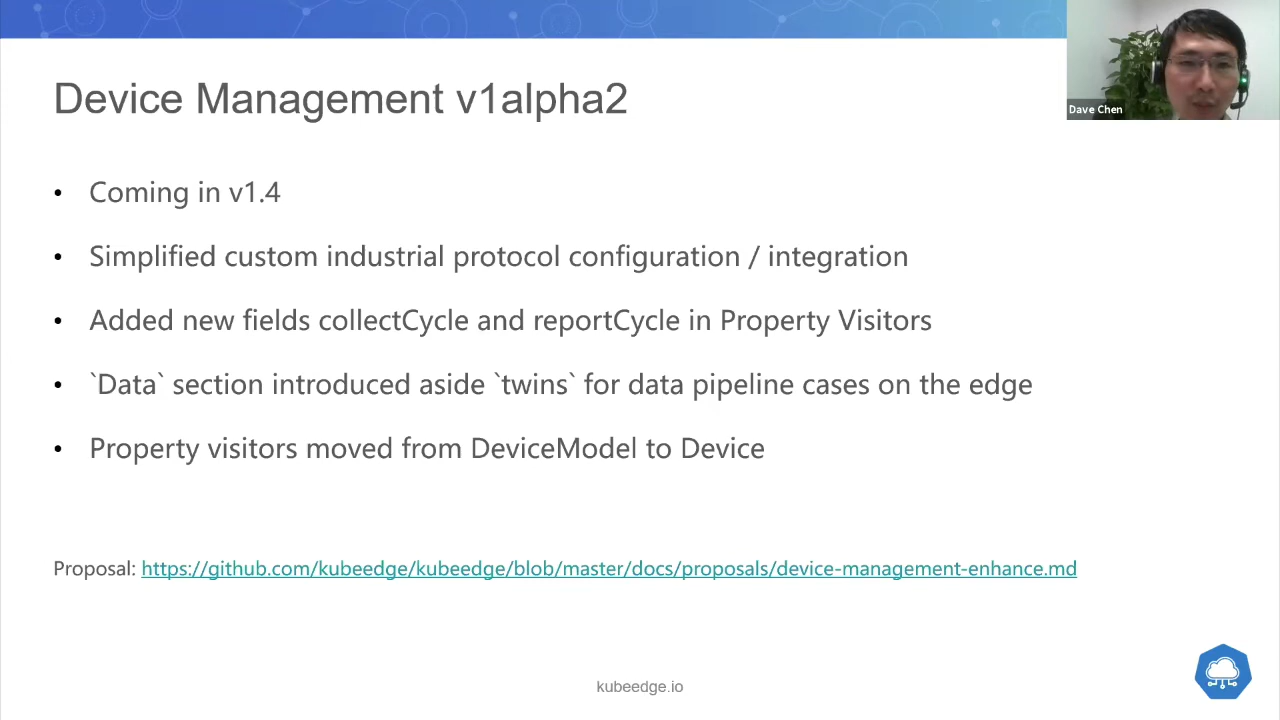 Dave Chen
Device Management v1alpha2
• Coming in v1.4
• Simplified custom industrial protocol configuration / integration
• Added new fields collectCycle and reportCycle in Property Visitors
• `Data` section introduced aside `twins` for data pipeline cases on the edge
• Property visitors moved from DeviceModel to Device
Proposal: https://github.com/kubeedge/kubeedge/blob/master/docs/proposals/device-management-enhance.md
kubeedge.io